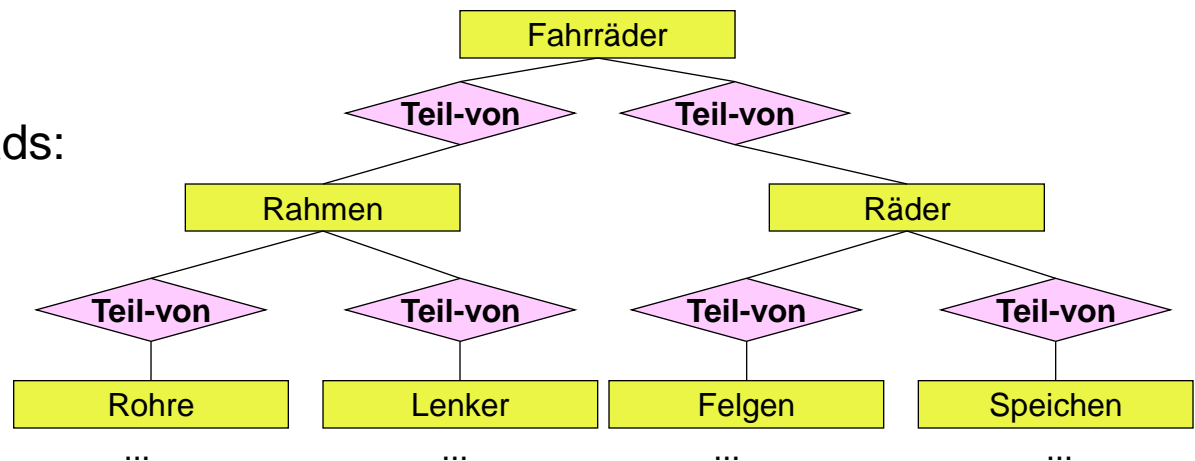 Fahrräder
Teil-von Teil-von
ds:
Rahmen Räder
Teil-von Teil-von Teil-von Teil-von
Rohre Lenker Felgen Speichen
... ... ... ...